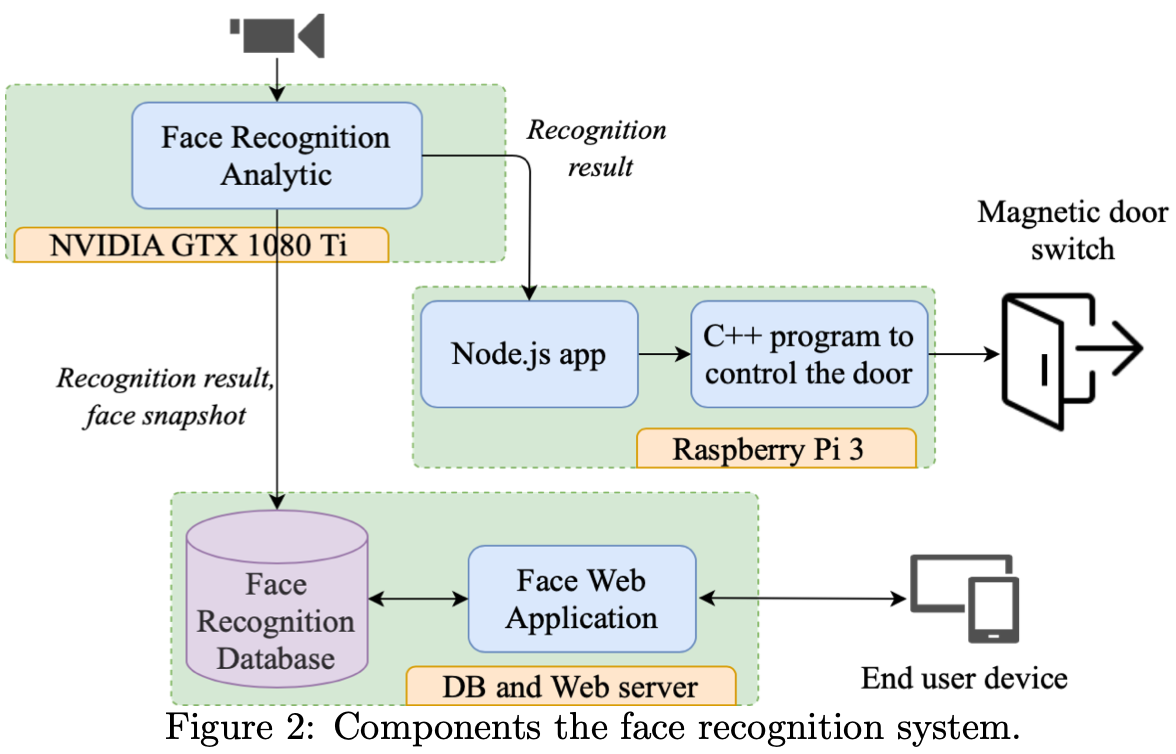 Face Recognition
Analytic
NVIDIA GTX 1080 Ti
Recognition
result
Magnetic door
switch
Node.js app
C++ program to
control the door
Raspberry Pi 3
Recognition result,
face snapshot
Face
Recognition
Database
Face Web
Application
DB and Web server
End user device
Figure 2: Components the face recognition system.